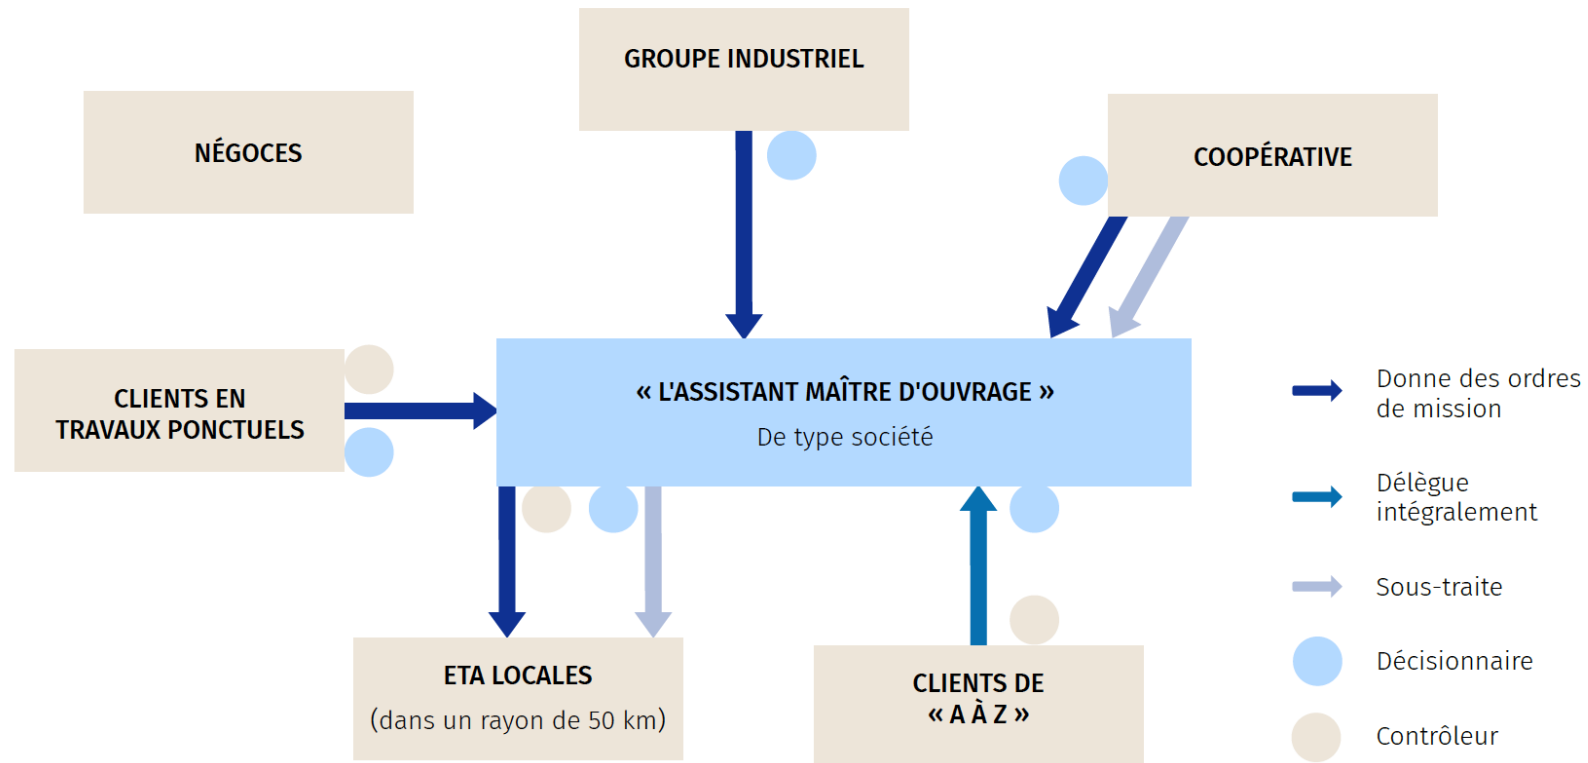 GROUPE INDUSTRIEL
NÉGOCES
COOPÉRATIVE
CLIENTS EN
TRAVAUX PONCTUELS
« L'ASSISTANT MAÎTRE D'OUVRAGE »
De type société
ETA LOCALES
(dans un rayon de 50 km)
CLIENTS DE
« A À Z »
Donne des ordres
de mission
Délègue
intégralement
Sous-traite
Décisionnaire
Contrôleur